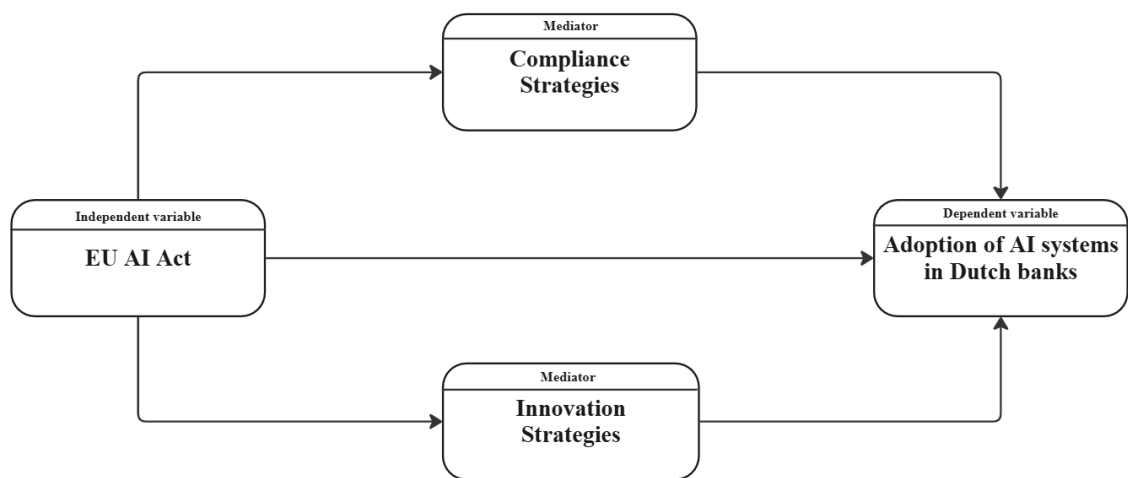 Mediator
Compliance
Strategies
Independent variable
EU AI Act
Dependent variable
Adoption of AI systems
in Dutch banks
Mediator
Innovation
Strategies